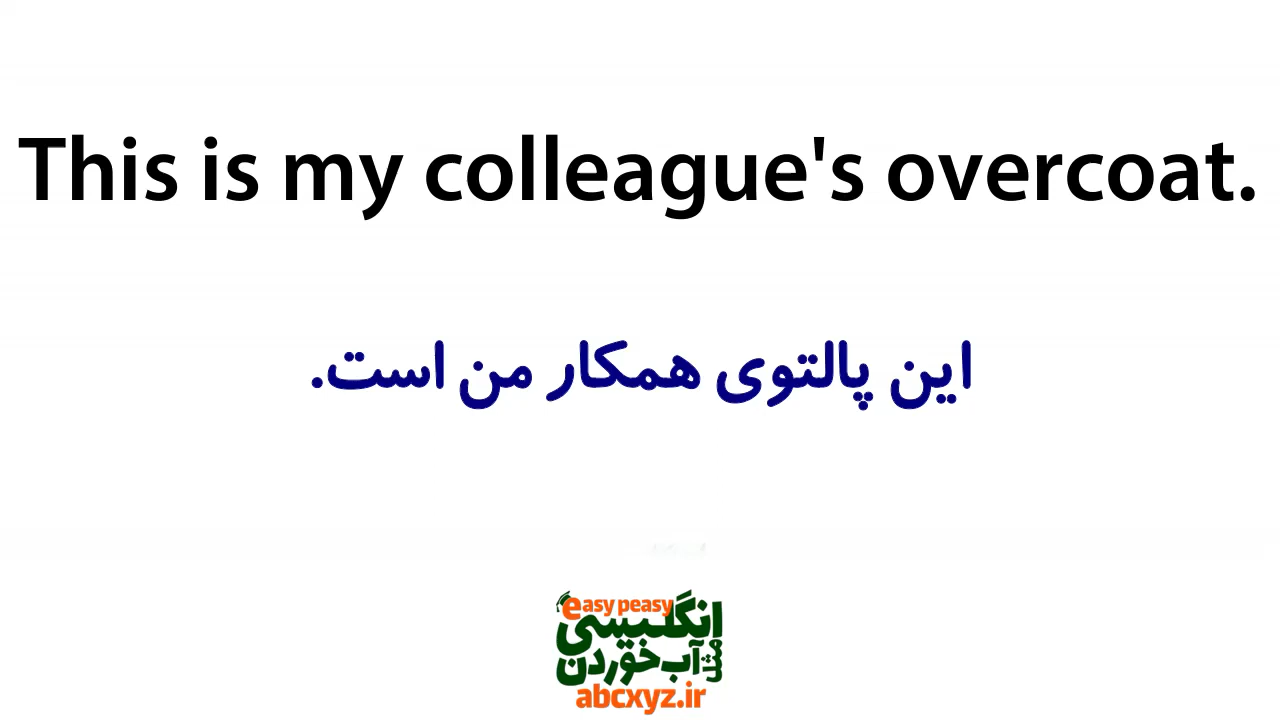 This is my colleague's overcoat.
این پالتوی همکار من است.
easy peasy
انگلیسی
مثل آب خوردن
abcxyz.ir